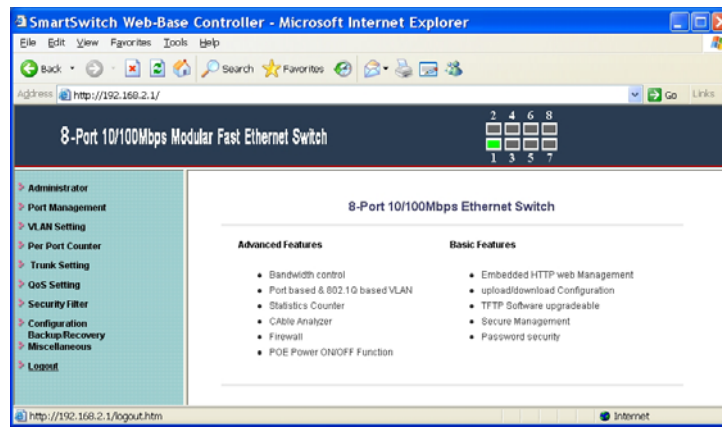 SmartSwitch Web-Base Controller - Microsoft Internet Explorer
File Edit View Favorites Tools Help
Back Search Favorites
Address http://192.168.2.1/ Go Links
2 4 6 8
8-Port 10/100Mbps Modular Fast Ethernet Switch
1 3 5 7
Administrator
Port Management
VLAN Setting
Per Port Counter
Trunk Setting
QoS Setting
Security Filter
Configuration
Backup/Recovery
Miscellaneous
Logout
8-Port 10/100Mbps Ethernet Switch
Advanced Features
Bandwidth control
Port based & 802.1Q based VLAN
Statistics Counter
CAble Analyzer
Firewall
POE Power ON/OFF Function
Basic Features
Embedded HTTP web Management
upload/download Configuration
TFTP Software upgradeable
Secure Management
Password security
http://192.168.2.1/logout.htm Internet